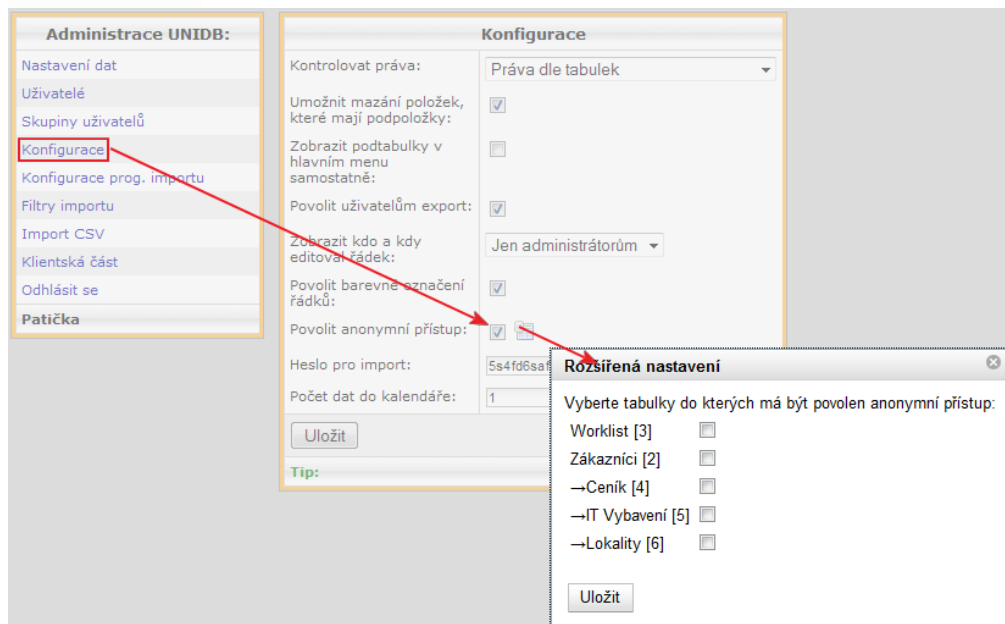 Administrace UNIDB:
Nastavení dat
Uživatelé
Skupiny uživatelů
Konfigurace
Konfigurace prog. importu
Filtry importu
Import CSV
Klientská část
Odhlásit se
Patička
Konfigurace
Kontrolovat práva: Práva dle tabulek
Umožnit mazání položek,
které mají podpoložky:
Zobrazit podtabulky v
hlavním menu
samostatně:
Povolit uživatelům export:
Zobrazit kdo a kdy
editoval řádek: Jen administrátorům
Povolit barevné označení
řádků:
Povolit anonymní přístup:
Heslo pro import: 5s4fd6saf
Počet dat do kalendáře: 1
Uložit
Tip:
Rozšířená nastavení
Vyberte tabulky do kterých má být povolen anonymní přístup:
Worklist [3]
Zákazníci [2]
→Ceník [4]
→IT Vybavení [5]
→Lokality [6]
Uložit